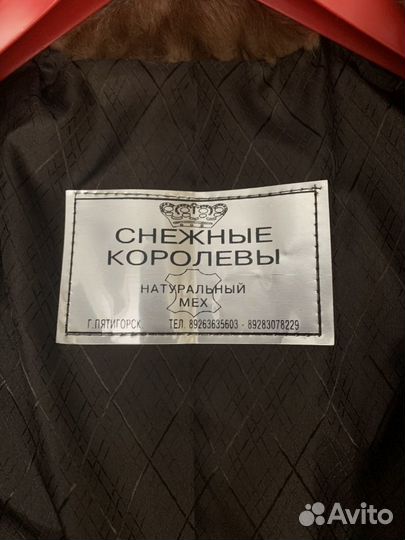 СНЕЖНЫЕ
КОРОЛЕВЫ
НАТУРАЛЬНЫЙ
МЕХ
Г.ПЯТИГОРСК ТЕЛ. 89263635603 - 89283078229
Avito